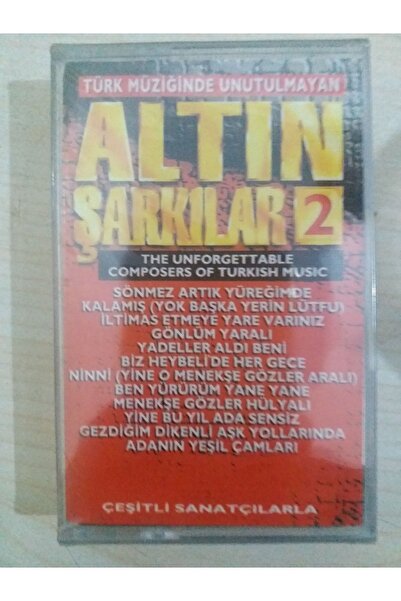 TÜRK MÜZİĞİNDE UNUTULMAYAN
ALTIN
ŞARKILAR 2
THE UNFORGETTABLE
COMPOSERS OF TURKISH MUSIC
SÖNMEZ ARTIK YÜREĞİMDE
KALAMIŞ (YOK BAŞKA YERİN LÜTFU)
İLTİMAS ETMEYE YARE VARINIZ
GÖNLÜM YARALI
YADELLER ALDI BENİ
BİZ HEYBELİ'DE HER GECE
NİNNİ (YİNE O MENEKŞE GÖZLER ARALI)
BEN YÜRÜRÜM YANE YANE
MENEKŞE GÖZLER HÜLYALI
YİNE BU YIL ADA SENSİZ
GEZDİĞİM DİKENLİ AŞK YOLLARINDA
ADANIN YEŞİL ÇAMLARI
ÇEŞİTLİ SANATÇILARLA